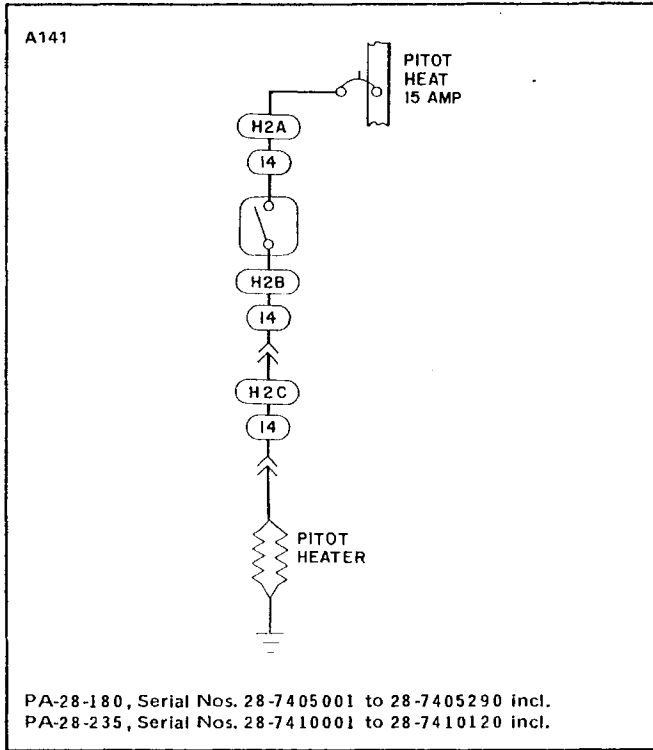 A141
PITOT
HEAT
15 AMP
H2A
14
H2B
14
H2C
14
PITOT
HEATER
PA-28-180, Serial Nos. 28-7405001 to 28-7405290 incl.
PA-28-235, Serial Nos. 28-7410001 to 28-7410120 incl.